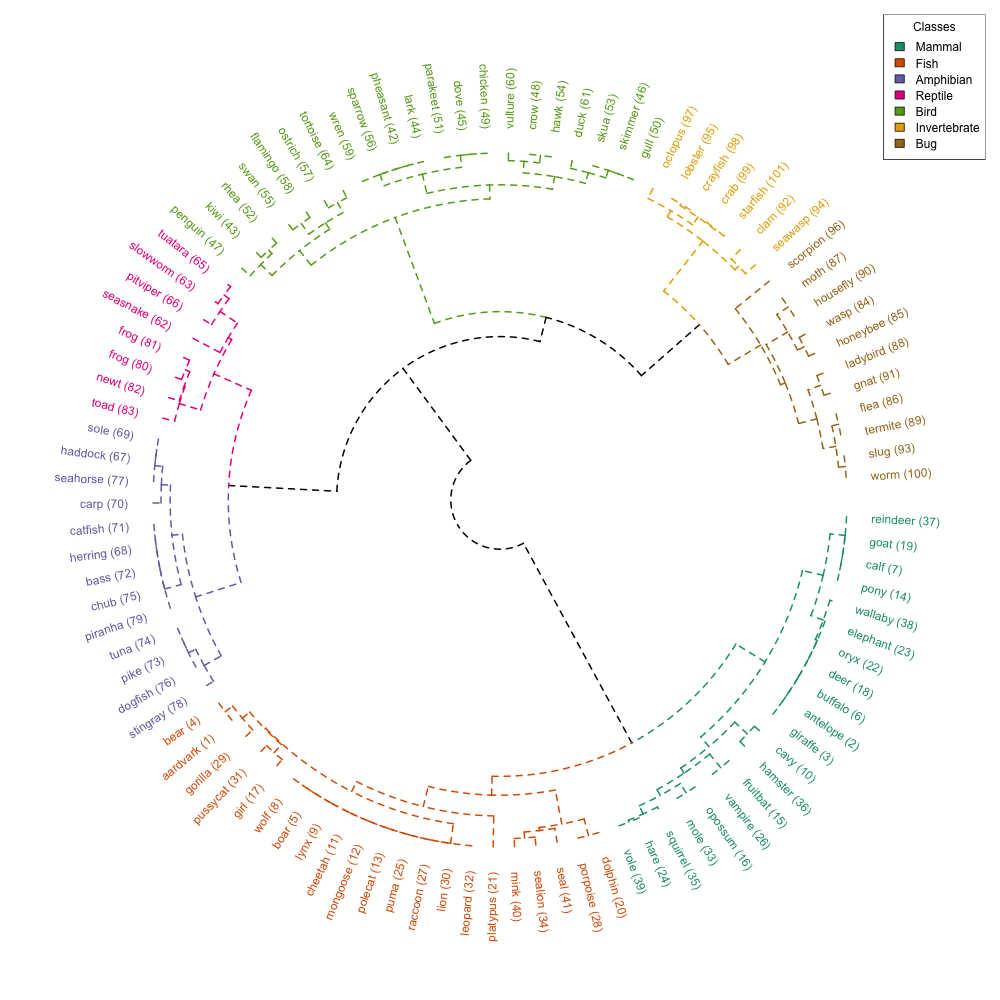 Classes
Mammal
Fish
Amphibian
Reptile
Bird
Invertebrate
Bug
chicken (49)
vulture (60)
crow (48)
hawk (54)
duck (61)
skua (53)
skimmer (46)
gull (50)
octopus (97)
lobster (95)
crayfish (98)
crab (99)
starfish (101)
clam (92)
seawasp (94)
scorpion (96)
moth (87)
housefly (90)
wasp (84)
honeybee (85)
ladybird (88)
gnat (91)
flea (86)
termite (89)
slug (93)
worm (100)
reindeer (37)
goat (19)
calf (7)
pony (14)
wallaby (38)
elephant (23)
oryx (22)
deer (18)
buffalo (6)
antelope (2)
giraffe (3)
cavy (10)
hamster (36)
fruitbat (15)
vampire (26)
opossum (16)
mole (33)
squirrel (35)
hare (24)
vole (39)
dolphin (20)
porpoise (28)
seal (41)
sealion (34)
mink (40)
platypus (21)
leopard (32)
lion (30)
raccoon (27)
puma (25)
polecat (13)
mongoose (12)
cheetah (11)
lynx (9)
boar (5)
wolf (8)
girl (17)
pussycat (31)
gorilla (29)
aardvark (1)
bear (4)
stingray (78)
dogfish (76)
pike (73)
tuna (74)
piranha (79)
chub (75)
bass (72)
herring (68)
catfish (71)
carp (70)
seahorse (77)
haddock (67)
sole (69)
toad (83)
newt (82)
frog (80)
frog (81)
seasnake (62)
pitviper (66)
slowworm (63)
tuatara (65)
penguin (47)
kiwi (43)
rhea (52)
swan (55)
flamingo (58)
ostrich (57)
tortoise (64)
wren (59)
sparrow (56)
pheasant (42)
lark (44)
parakeet (51)
dove (45)